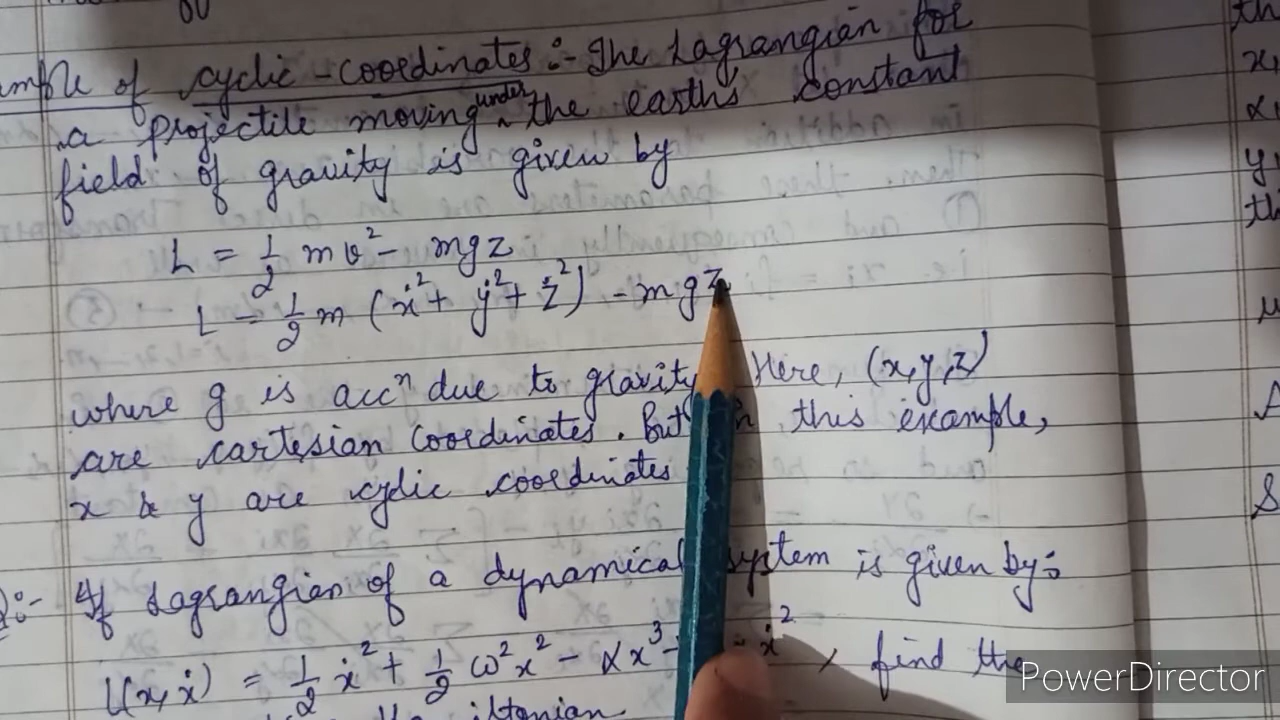 of cyclic-coordinates :- The Lagrangian for
a projectile moving under the earth's constant
field of gravity is given by
L = 1/2 m v² - mgz
L = 1/2 m (ẋ² + ẏ² + ż²) - mgz
where g is accⁿ due to gravity. Here, (x,y,z)
are cartesian coordinates. But this example,
x & y are cyclic coordinates
:- If Lagrangian of a dynamical system is given by:-
L(x,ẋ) = 1/2 ẋ² + 1/2 ω²x² - αx³ ẋ² , find the
PowerDirector